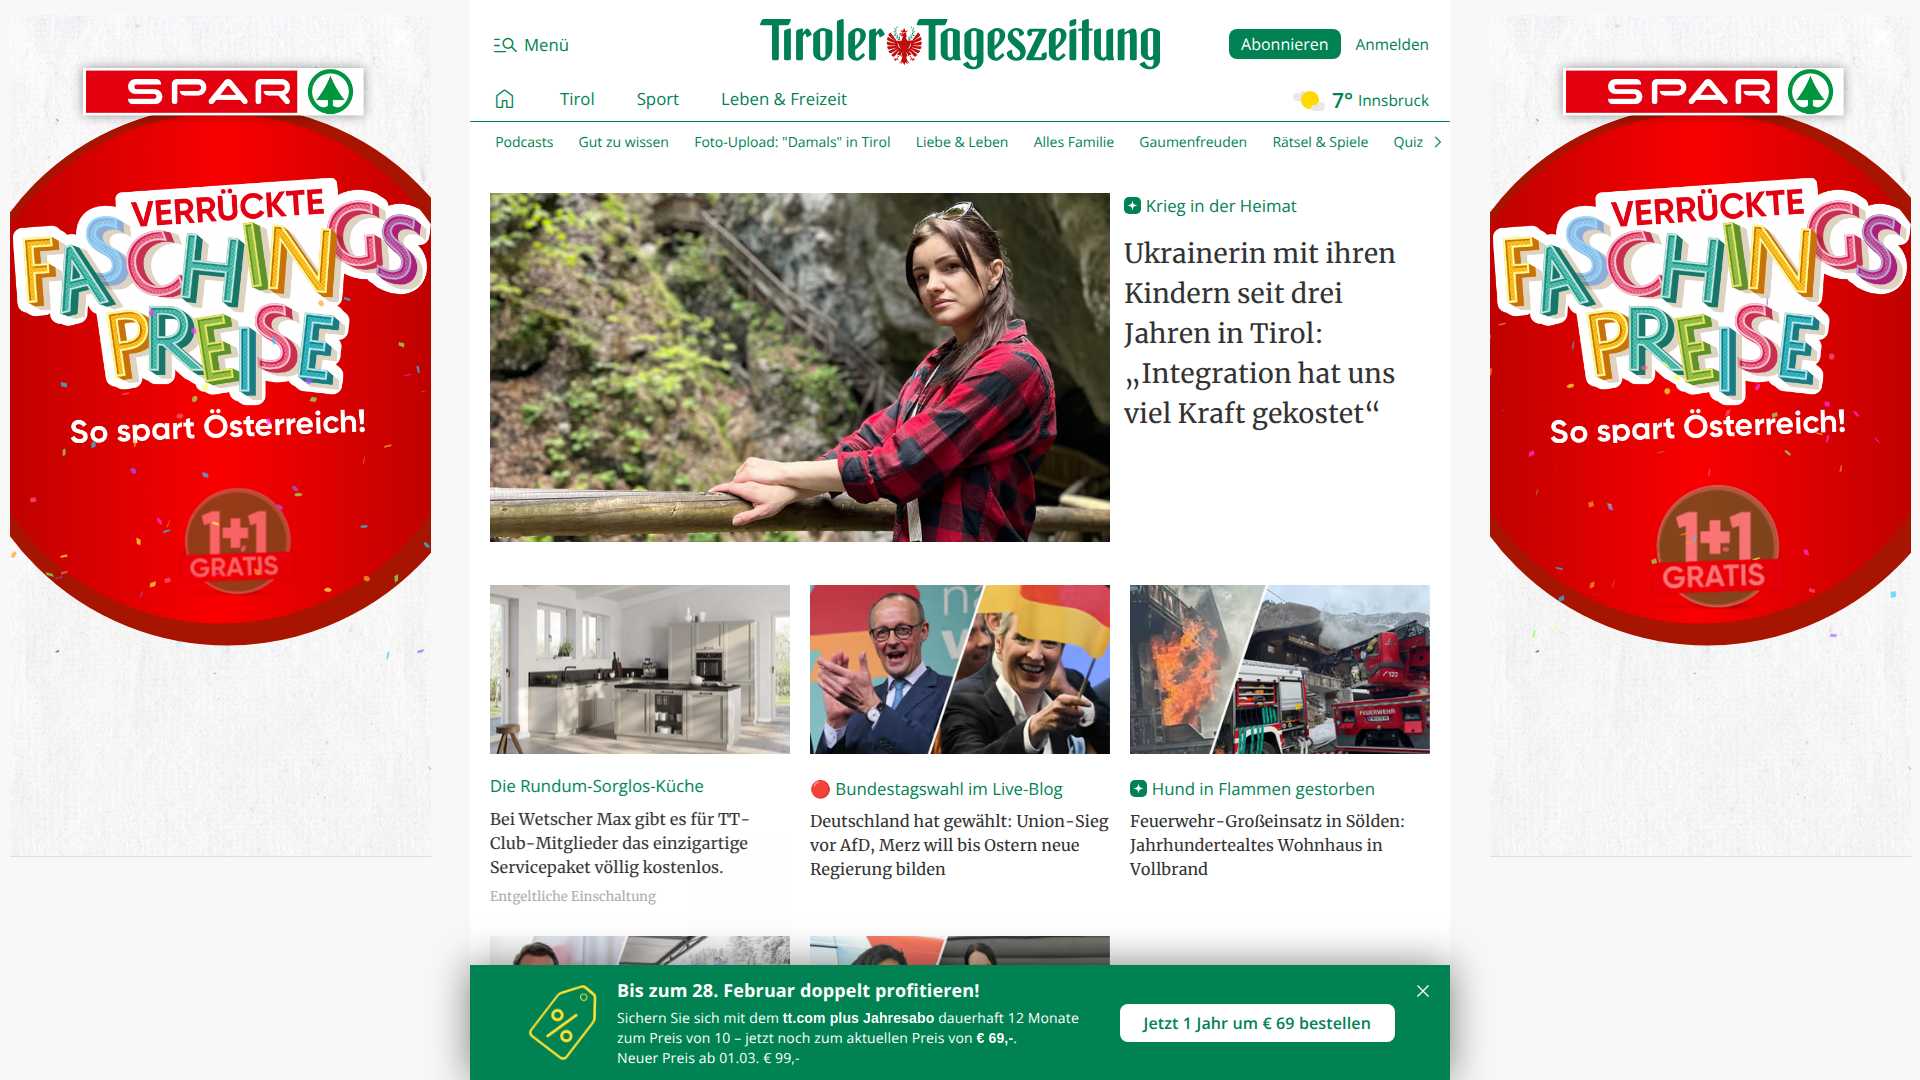 Menü
Tiroler Tageszeitung
Abonnieren
Anmelden
Tirol
Sport
Leben & Freizeit
7° Innsbruck
Podcasts
Gut zu wissen
Foto-Upload: "Damals" in Tirol
Liebe & Leben
Alles Familie
Gaumenfreuden
Rätsel & Spiele
Quiz
SPAR
VERRÜCKTE
FASCHINGS
PREISE
So spart Österreich!
1+1
GRATIS
Krieg in der Heimat
Ukrainerin mit ihren
Kindern seit drei
Jahren in Tirol:
„Integration hat uns
viel Kraft gekostet“
SPAR
VERRÜCKTE
FASCHINGS
PREISE
So spart Österreich!
1+1
GRATIS
Die Rundum-Sorglos-Küche
Bei Wetscher Max gibt es für TT-
Club-Mitglieder das einzigartige
Servicepaket völlig kostenlos.
Entgeltliche Einschaltung
Bundestagswahl im Live-Blog
Deutschland hat gewählt: Union-Sieg
vor AfD, Merz will bis Ostern neue
Regierung bilden
FEUERWEHR
Hund in Flammen gestorben
Feuerwehr-Großeinsatz in Sölden:
Jahrhundertealtes Wohnhaus in
Vollbrand
Bis zum 28. Februar doppelt profitieren!
Sichern Sie sich mit dem tt.com plus Jahresabo dauerhaft 12 Monate
zum Preis von 10 – jetzt noch zum aktuellen Preis von € 69,-.
Neuer Preis ab 01.03. € 99,-
Jetzt 1 Jahr um € 69 bestellen